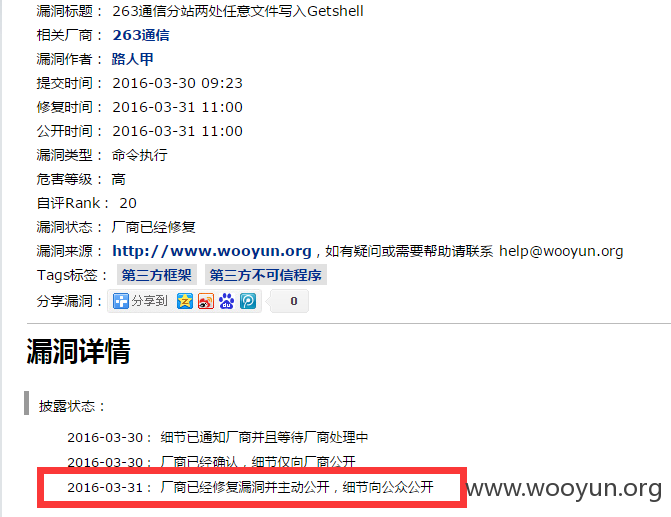 漏洞标题： 263通信分站两处任意文件写入Getshell
相关厂商： 263通信
漏洞作者： 路人甲
提交时间： 2016-03-30 09:23
修复时间： 2016-03-31 11:00
公开时间： 2016-03-31 11:00
漏洞类型： 命令执行
危害等级： 高
自评Rank： 20
漏洞状态： 厂商已经修复
漏洞来源： http://www.wooyun.org，如有疑问或需要帮助请联系 help@wooyun.org
Tags标签： 第三方框架 第三方不可信程序
分享漏洞： 分享到 0
漏洞详情
披露状态：
2016-03-30： 细节已通知厂商并且等待厂商处理中
2016-03-30： 厂商已经确认，细节仅向厂商公开
2016-03-31： 厂商已经修复漏洞并主动公开，细节向公众公开
www.wooyun.org